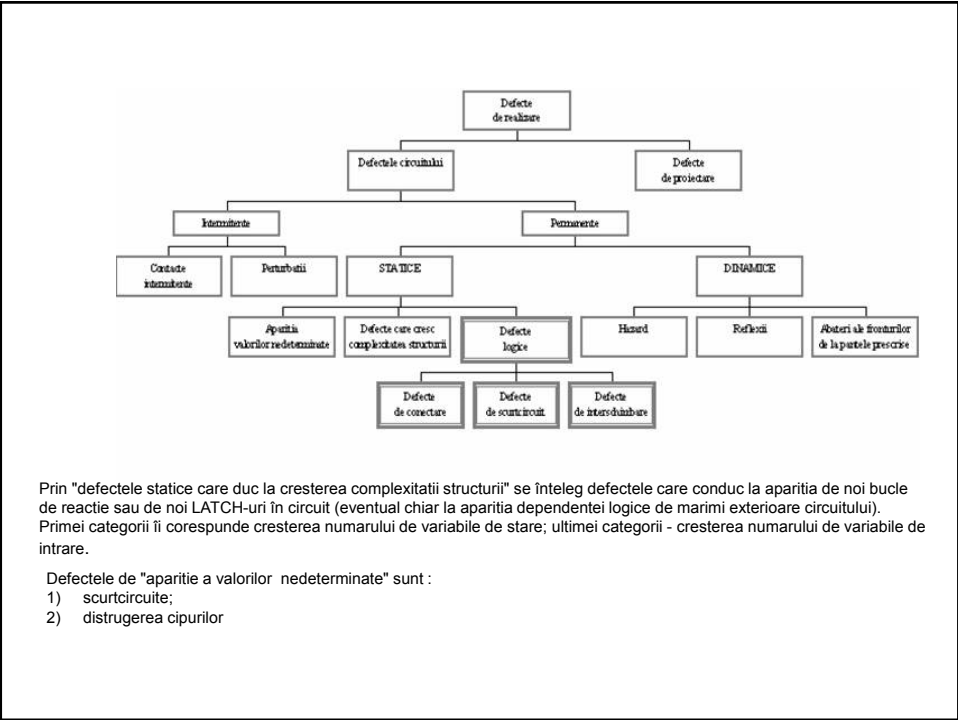 Defecte
de realizare
Defectele circuitului
Defecte
de proiectare
Intermitente
Permanente
Contacte
intermitente
Perturbatii
STATICE
DINAMICE
Aparitia
valorilor nedeterminate
Defecte care cresc
complexitatea structurii
Defecte
logice
Hazard
Reflexii
Abateri ale fronturilor
de la pantele prescrise
Defecte
de conectare
Defecte
de scurtcircuit
Defecte
de interschimbare
Prin "defectele statice care duc la cresterea complexitatii structurii" se înteleg defectele care conduc la aparitia de noi bucle
de reactie sau de noi LATCH-uri în circuit (eventual chiar la aparitia dependentei logice de marimi exterioare circuitului).
Primei categorii îi corespunde cresterea numarului de variabile de stare; ultimei categorii - cresterea numarului de variabile de
intrare.
Defectele de "aparitie a valorilor nedeterminate" sunt :
1) scurtcircuite;
2) distrugerea cipurilor